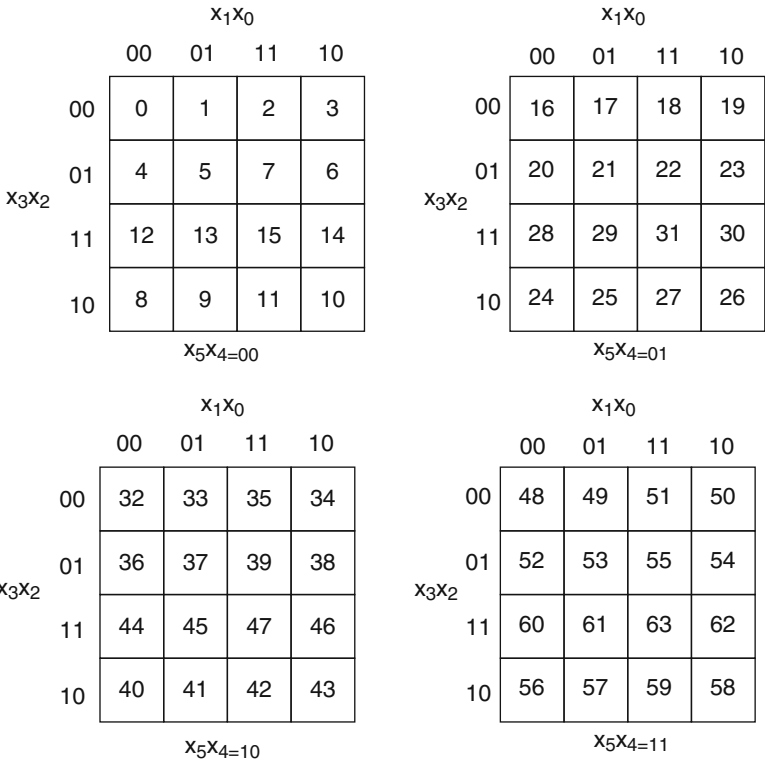 x₁x₀
00 01 11 10
00 0 1 2 3
01 4 5 7 6
x₃x₂
11 12 13 15 14
10 8 9 11 10
x₅x₄₌₀₀
x₁x₀
00 01 11 10
00 16 17 18 19
01 20 21 22 23
x₃x₂
11 28 29 31 30
10 24 25 27 26
x₅x₄₌₀₁
x₁x₀
00 01 11 10
00 32 33 35 34
01 36 37 39 38
x₃x₂
11 44 45 47 46
10 40 41 42 43
x₅x₄₌₁₀
x₁x₀
00 01 11 10
00 48 49 51 50
01 52 53 55 54
x₃x₂
11 60 61 63 62
10 56 57 59 58
x₅x₄₌₁₁